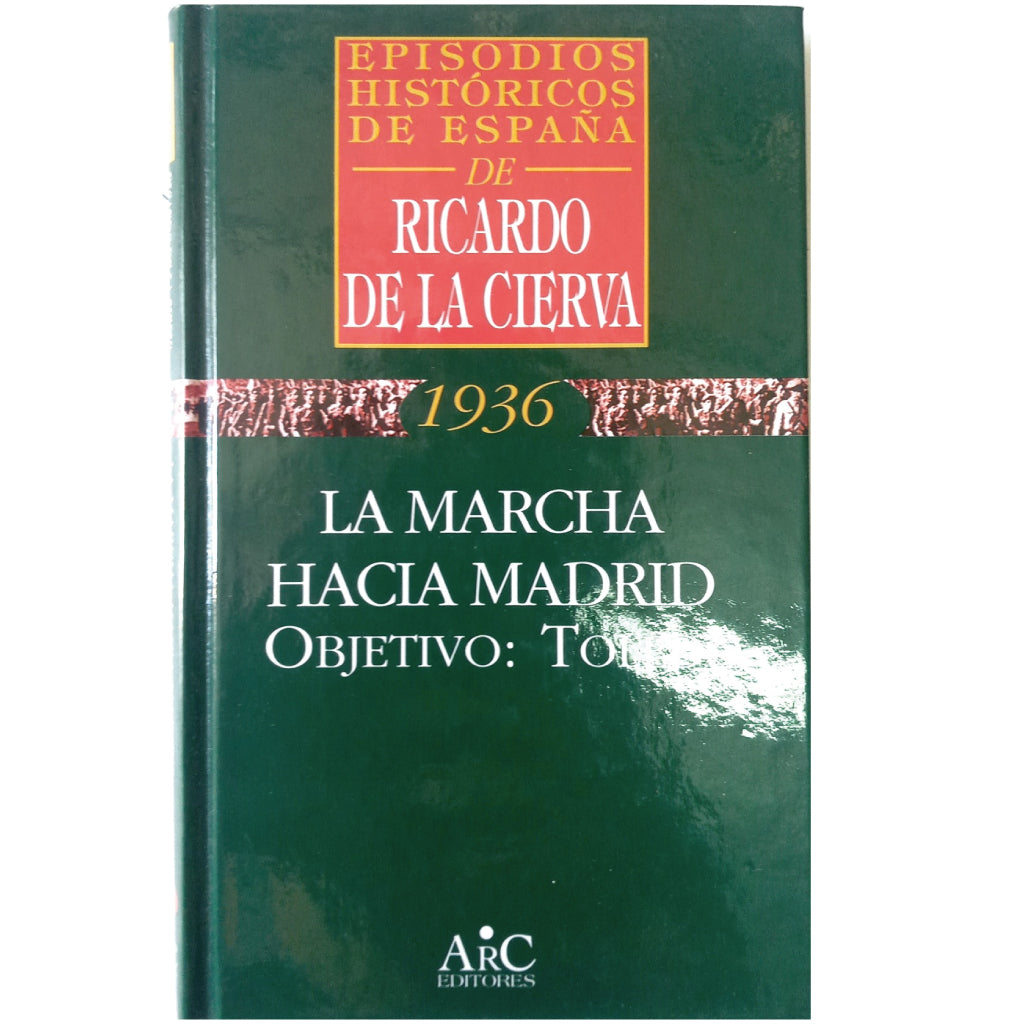 EPISODIOS
HISTÓRICOS
DE ESPAÑA
DE
RICARDO
DE LA CIERVA
1936
LA MARCHA
HACIA MADRID
OBJETIVO:
ARC
EDITORES